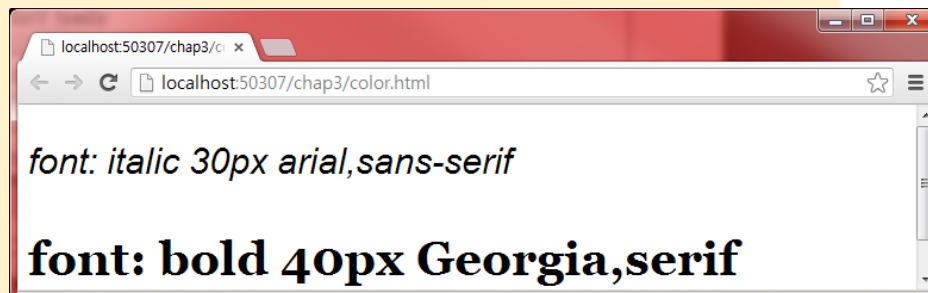 localhost:50307/chap3/c
localhost:50307/chap3/color.html
font: italic 30px arial,sans-serif
font: bold 40px Georgia,serif